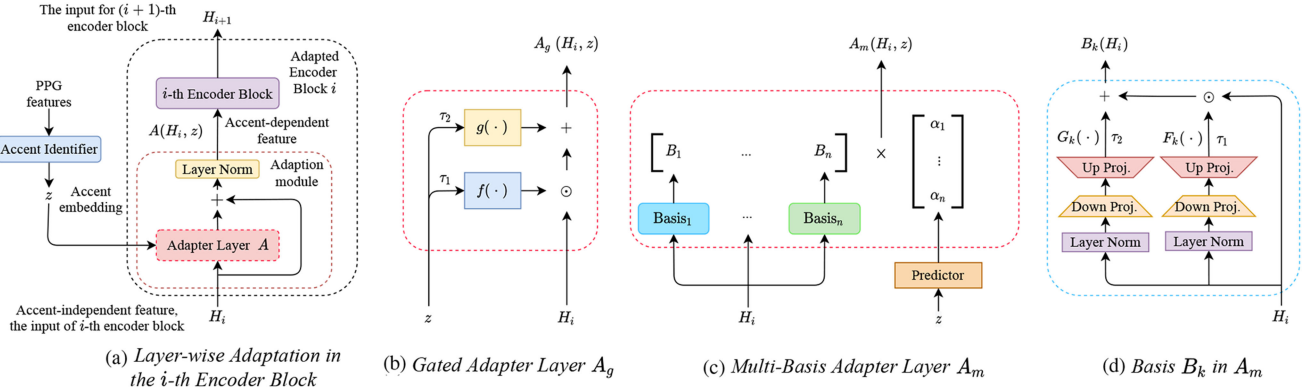 The input for (i + 1)-th
encoder block
H_{i+1}
Adapted
Encoder
Block i
PPG
features
i-th Encoder Block
A(H_i, z)
Accent-dependent
feature
Accent Identifier
Layer Norm
Adaption
module
z
Accent
embedding
+
Adapter Layer A
Accent-independent feature,
the input of i-th encoder block
H_i
(a) Layer-wise Adaptation in
the i-th Encoder Block
A_g (H_i, z)
τ_2
g( · )
+
τ_1
f( · )
⊙
z
H_i
(b) Gated Adapter Layer A_g
A_m(H_i, z)
[ B_1 ... B_n ] × [ α_1 ⋮ α_n ]
Basis_1 ... Basis_n
Predictor
H_i
z
(c) Multi-Basis Adapter Layer A_m
B_k(H_i)
+
⊙
G_k( · ) τ_2
F_k( · ) τ_1
Up Proj.
Up Proj.
Down Proj.
Down Proj.
Layer Norm
Layer Norm
H_i
(d) Basis B_k in A_m